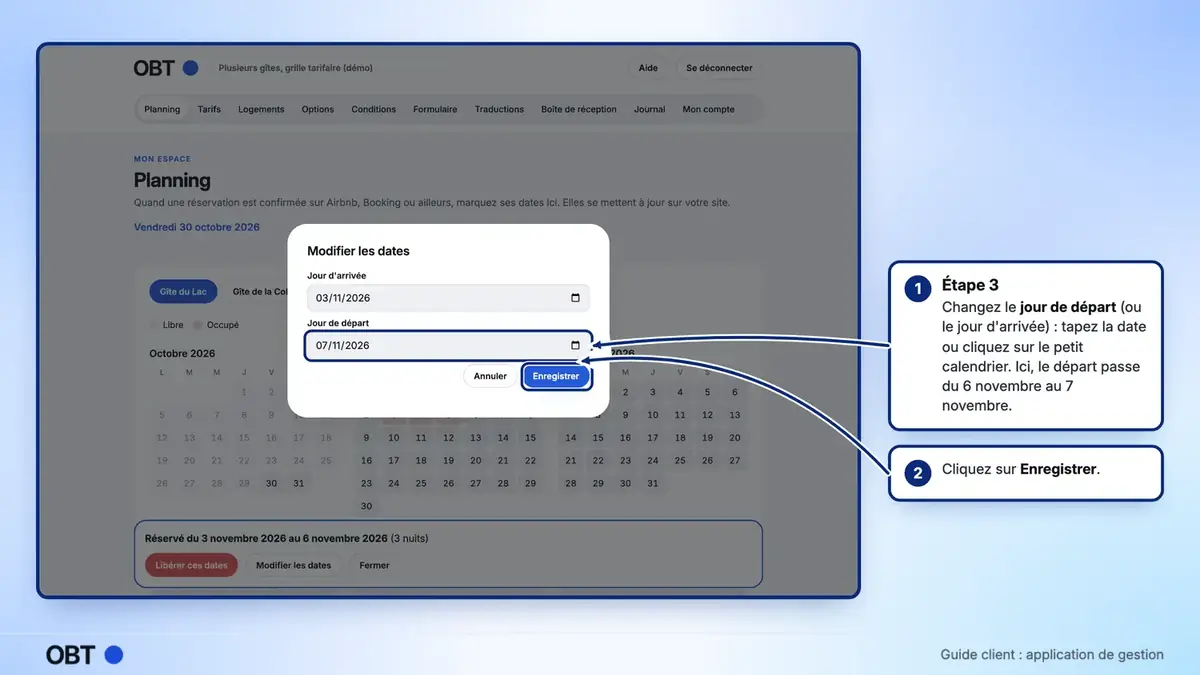 OBT
Plusieurs gîtes, grille tarifaire (démo)
Aide
Se déconnecter
Planning
Tarifs
Logements
Options
Conditions
Formulaire
Traductions
Boîte de réception
Journal
Mon compte
MON ESPACE
Planning
Quand une réservation est confirmée sur Airbnb, Booking ou ailleurs, marquez ses dates ici. Elles se mettent à jour sur votre site.
Vendredi 30 octobre 2026
Gîte du Lac
Gîte de la Col
Libre
Occupé
Octobre 2026
L M M J V
1 2
5 6 7 8 9
12 13 14 15 16 17 18
19 20 21 22 23 24 25
26 27 28 29 30 31
9 10 11 12 13 14 15
16 17 18 19 20 21 22
23 24 25 26 27 28 29
30
2026
M J V S
2 3 4 5 6
9 10 11 12 13
14 15 16 17 18 19 20
21 22 23 24 25 26 27
28 29 30 31
Modifier les dates
Jour d'arrivée
03/11/2026
Jour de départ
07/11/2026
Annuler
Enregistrer
Réservé du 3 novembre 2026 au 6 novembre 2026 (3 nuits)
Libérer ces dates
Modifier les dates
Fermer
1
Étape 3
Changez le jour de départ (ou
le jour d'arrivée) : tapez la date
ou cliquez sur le petit
calendrier. Ici, le départ passe
du 6 novembre au 7
novembre.
2
Cliquez sur Enregistrer.
OBT
Guide client : application de gestion